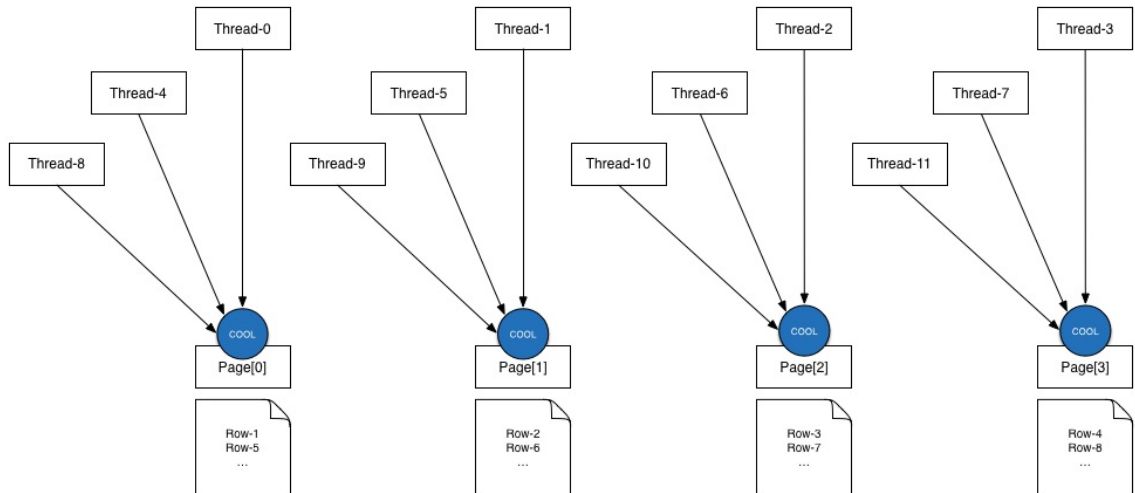 Thread-0
Thread-1
Thread-2
Thread-3
Thread-4
Thread-5
Thread-6
Thread-7
Thread-8
Thread-9
Thread-10
Thread-11
COOL
COOL
COOL
COOL
Page[0]
Page[1]
Page[2]
Page[3]
Row-1
Row-5
...
Row-2
Row-6
...
Row-3
Row-7
...
Row-4
Row-8
...